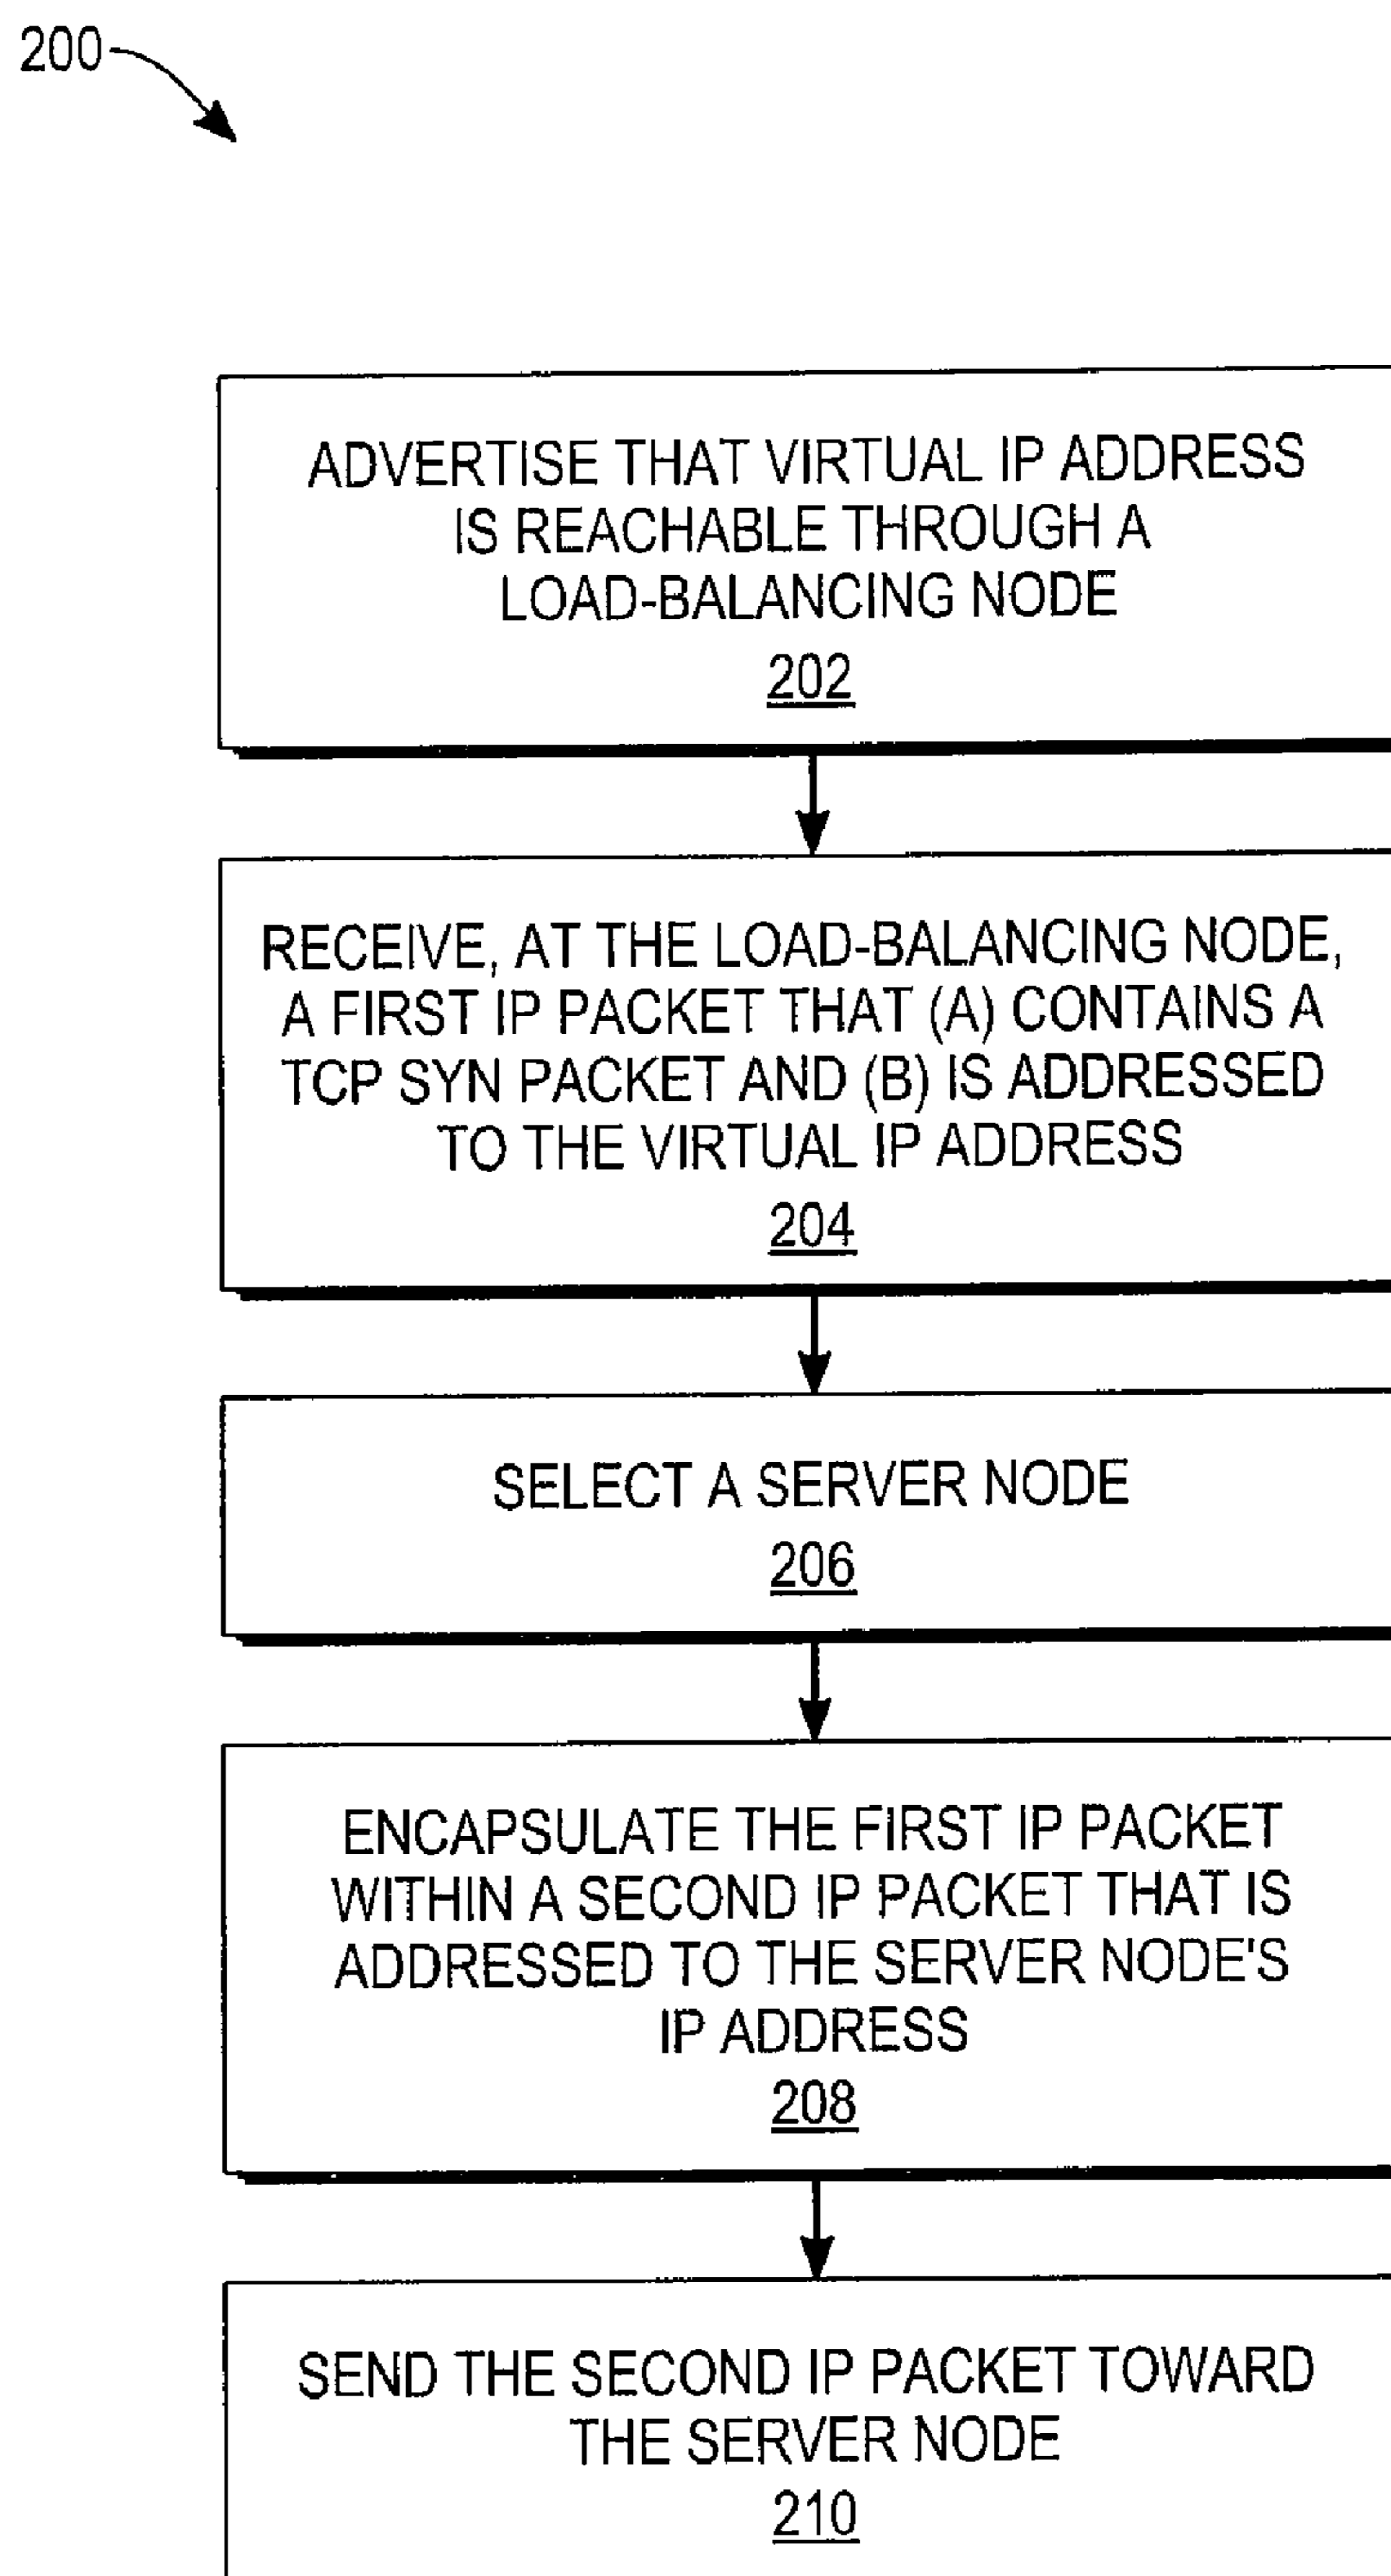 200
ADVERTISE THAT VIRTUAL IP ADDRESS
IS REACHABLE THROUGH A
LOAD-BALANCING NODE
202
RECEIVE, AT THE LOAD-BALANCING NODE,
A FIRST IP PACKET THAT (A) CONTAINS A
TCP SYN PACKET AND (B) IS ADDRESSED
TO THE VIRTUAL IP ADDRESS
204
SELECT A SERVER NODE
206
ENCAPSULATE THE FIRST IP PACKET
WITHIN A SECOND IP PACKET THAT IS
ADDRESSED TO THE SERVER NODE'S
IP ADDRESS
208
SEND THE SECOND IP PACKET TOWARD
THE SERVER NODE
210